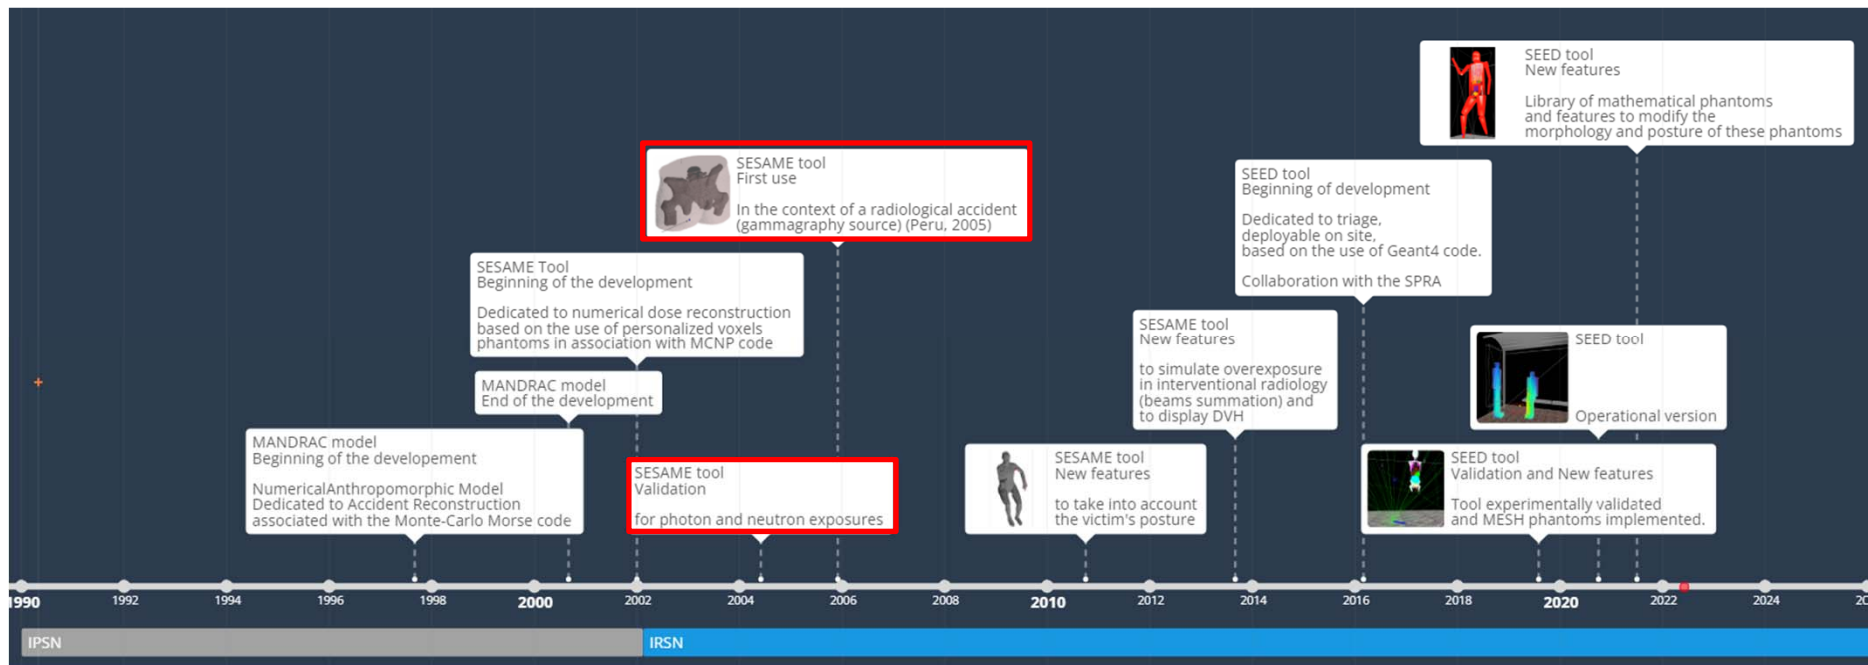 SEED tool
New features
Library of mathematical phantoms
and features to modify the
morphology and posture of these phantoms
SESAME tool
First use
In the context of a radiological accident
(gammagraphy source) (Peru, 2005)
SEED tool
Beginning of development
Dedicated to triage,
deployable on site,
based on the use of Geant4 code.
Collaboration with the SPRA
SESAME Tool
Beginning of the development
Dedicated to numerical dose reconstruction
based on the use of personalized voxels
phantoms in association with MCNP code
SESAME tool
New features
to simulate overexposure
in interventional radiology
(beams summation) and
to display DVH
SEED tool
Operational version
MANDRAC model
End of the development
MANDRAC model
Beginning of the developement
NumericalAnthropomorphic Model
Dedicated to Accident Reconstruction
associated with the Monte-Carlo Morse code
SESAME tool
Validation
for photon and neutron exposures
SESAME tool
New features
to take into account
the victim's posture
SEED tool
Validation and New features
Tool experimentally validated
and MESH phantoms implemented.
1990 1992 1994 1996 1998 2000 2002 2004 2006 2008 2010 2012 2014 2016 2018 2020 2022 2024
IPSN IRSN